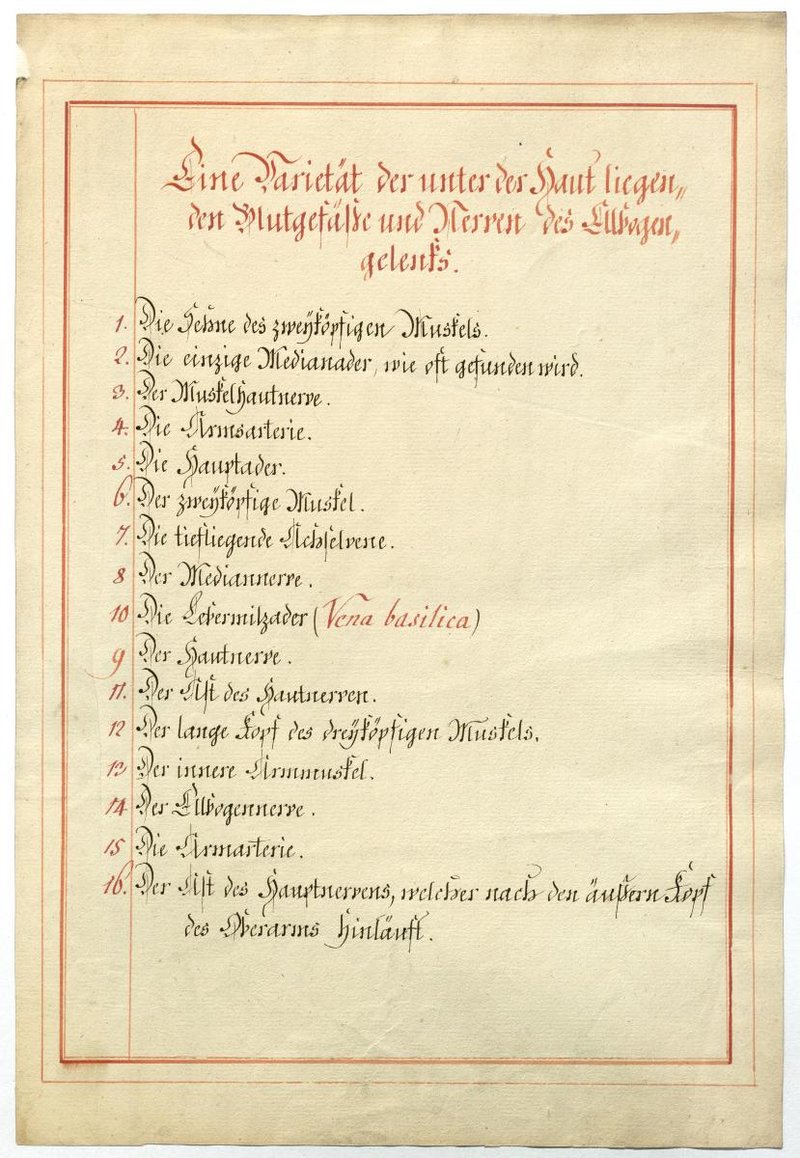 Eine Varietät der unter der Haut liegen„
den Blutgefäße und Nerven des Ellbogen„
gelenks.
1. Die Sehne des zweyköpfigen Muskels.
2. Die einzige Medianader, wie oft gefunden wird.
3. Der Muskelhautnerve.
4. Die Armsarterie.
5. Die Hauptader.
6. Der zweyköpfige Muskel.
7. Die tiefliegende Achselvene.
8 Der Mediannerve.
10 Die Lebermilzader (Vena basilica)
9 Der Hautnerve.
11. Der Ast des Hautnerven.
12 Der lange Kopf des dreyköpfigen Muskels.
13 Der innere Armmuskel.
14 Der Ellbogennerve.
15 Die Armarterie.
16. Der Ast des Hauptnervens, welcher nach den äußern Kopf
des Oberarms hinläuft.